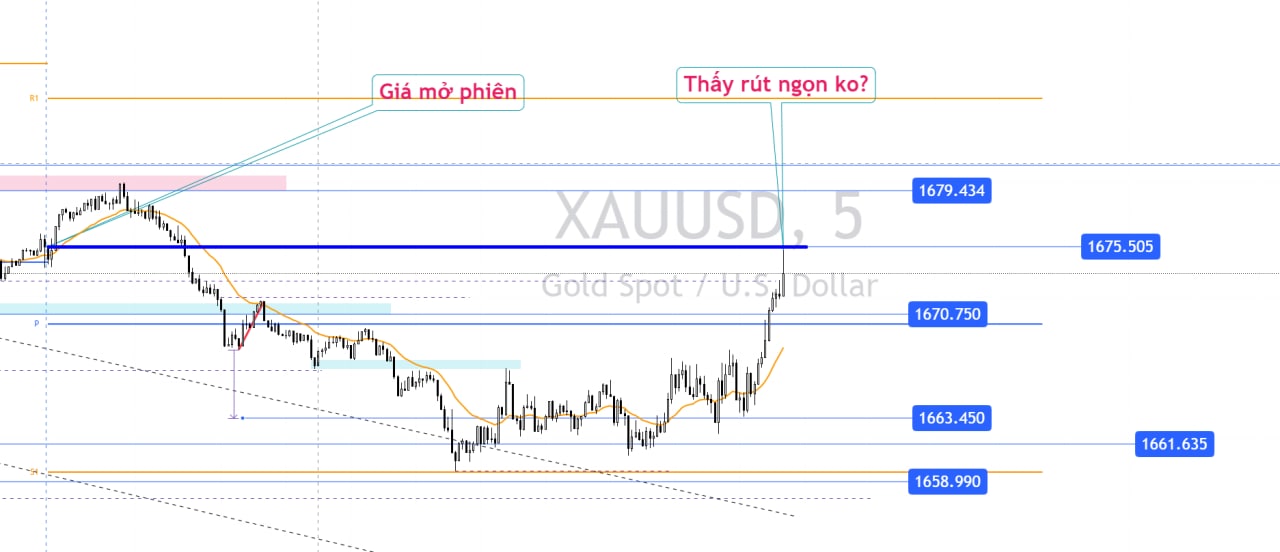 Thấy rút ngọn ko?
Giá mở phiên
R1
1679.434
XAUUSD, 5
1675.505
Gold Spot / U.S. Dollar
1670.750
P
1663.450
1661.635
S1
1658.990